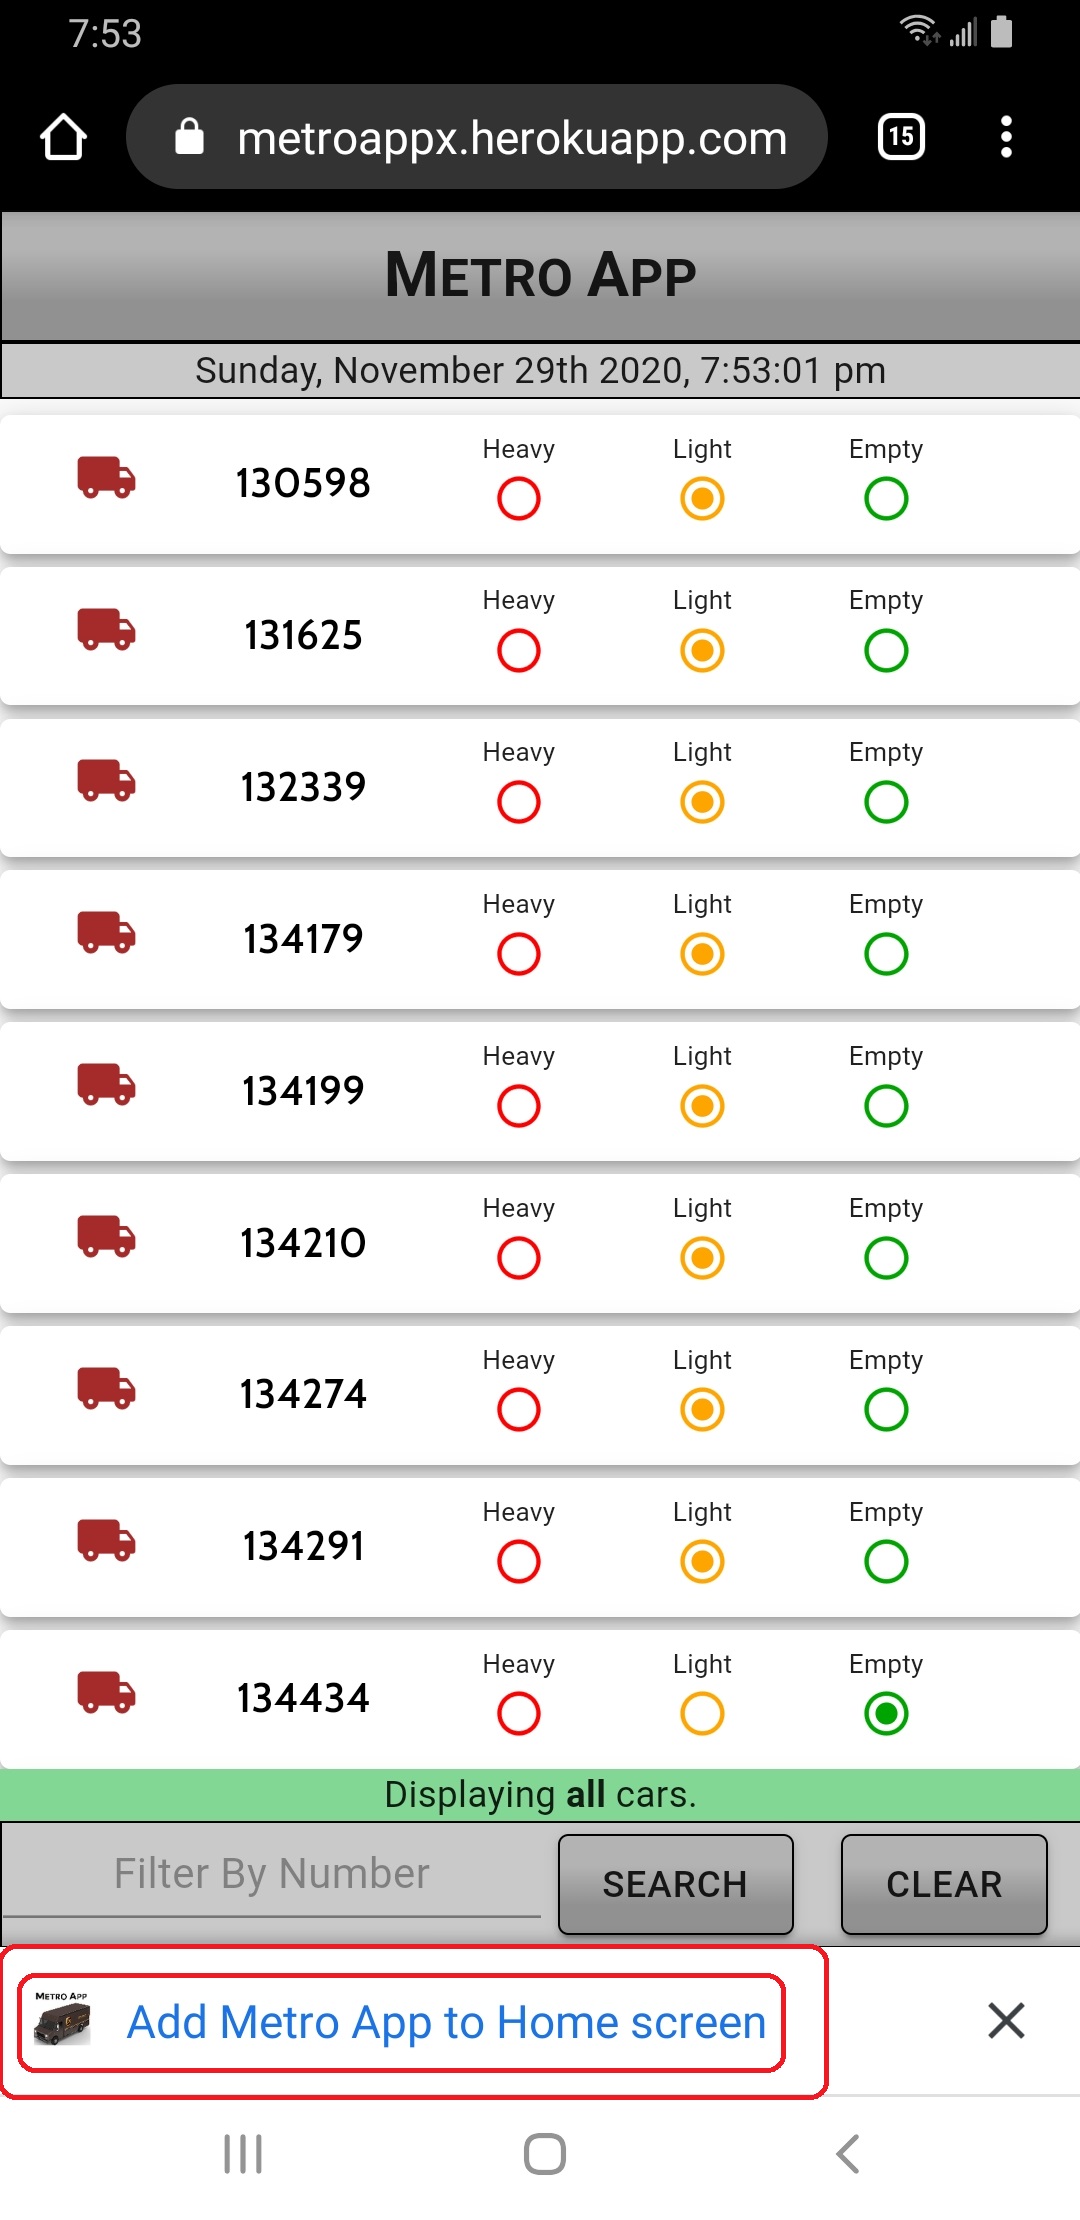 7:53
metroappx.herokuapp.com
15
METRO APP
Sunday, November 29th 2020, 7:53:01 pm
130598 Heavy Light Empty
131625 Heavy Light Empty
132339 Heavy Light Empty
134179 Heavy Light Empty
134199 Heavy Light Empty
134210 Heavy Light Empty
134274 Heavy Light Empty
134291 Heavy Light Empty
134434 Heavy Light Empty
Displaying all cars.
Filter By Number SEARCH CLEAR
METRO APP
Add Metro App to Home screen